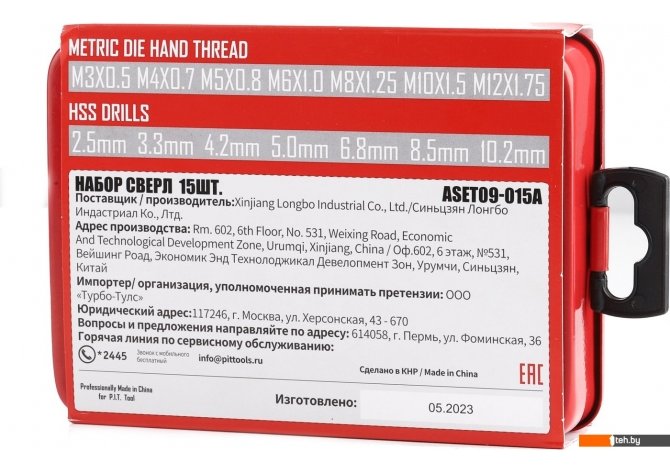 METRIC DIE HAND THREAD
M3X0.5 M4X0.7 M5X0.8 M6X1.0 M8X1.25 M10X1.5 M12X1.75
HSS DRILLS
2.5mm 3.3mm 4.2mm 5.0mm 6.8mm 8.5mm 10.2mm
НАБОР СВЕРЛ 15ШТ. ASET09-015A
Поставщик / производитель:Xinjiang Longbo Industrial Co., Ltd./Синьцзян Лонгбо
Индастриал Ко., Лтд.
Адрес производства: Rm. 602, 6th Floor, No. 531, Weixing Road, Economic
And Technological Development Zone, Urumqi, Xinjiang, China / Оф.602, 6 этаж, №531,
Вейшинг Роад, Экономик Энд Технолоджикал Девелопмент Зон, Урумчи, Синьцзян,
Китай
Импортер/ организация, уполномоченная принимать претензии: ООО
«Турбо-Тулс»
Юридический адрес:117246, г. Москва, ул. Херсонская, 43 - 670
Вопросы и предложения направляйте по адресу: 614058, г. Пермь, ул. Фоминская, 36
Горячая линия по сервисному обслуживанию:
*2445 Звонок с мобильного бесплатный info@pittools.ru
Сделано в КНР / Made in China EAC
Professionally Made in China
for P.I.T. Tool
Изготовлено: 05.2023
1teh.by